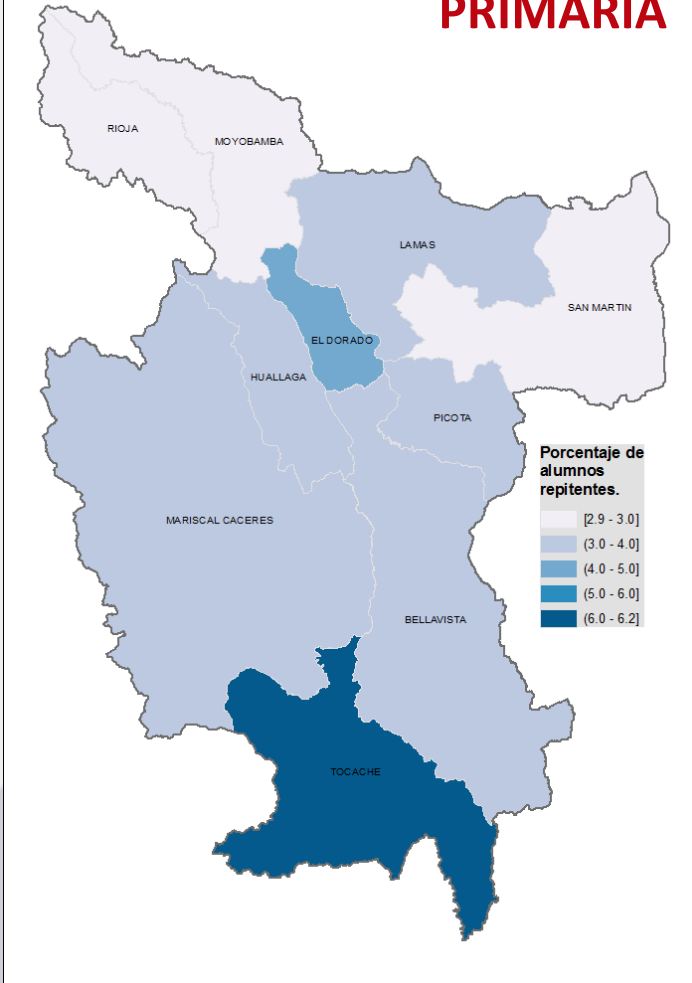 PRIMARIA
RIOJA
MOYOBAMBA
LAMAS
SAN MARTIN
EL DORADO
HUALLAGA
PICOTA
Porcentaje de
alumnos
repitentes.
[2.9 - 3.0]
(3.0 - 4.0]
(4.0 - 5.0]
(5.0 - 6.0]
(6.0 - 6.2]
MARISCAL CACERES
BELLAVISTA
TOCACHE